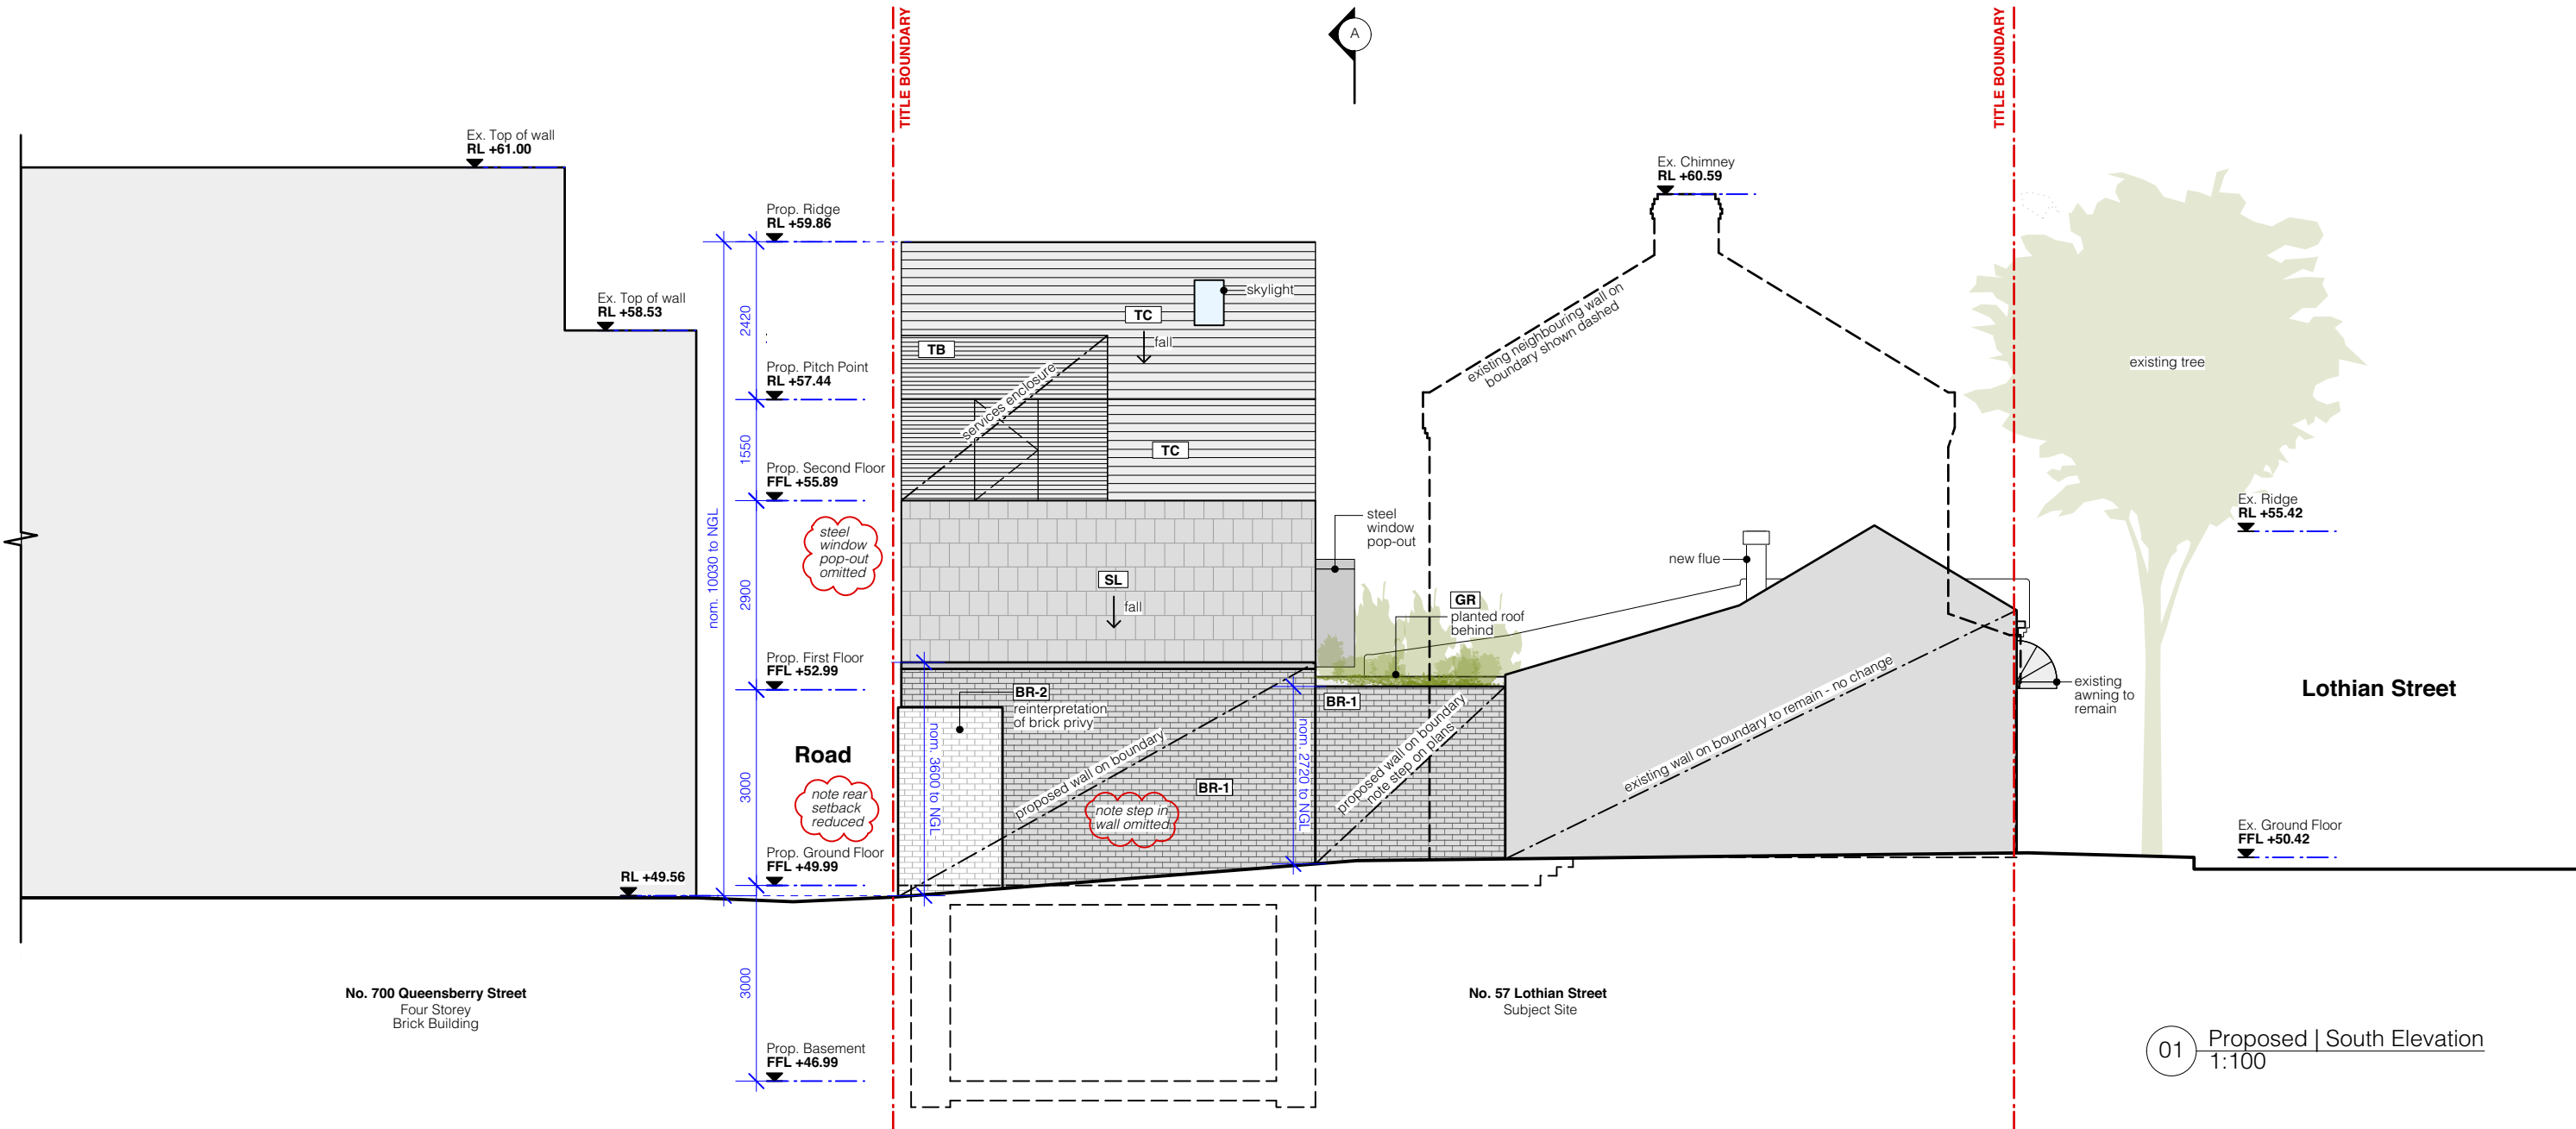 TITLE BOUNDARY
A
TITLE BOUNDARY
Ex. Top of wall
RL +61.00
Ex. Chimney
RL +60.59
Prop. Ridge
RL +59.86
skylight
Ex. Top of wall
RL +58.53
2420
TC
fall
TB
existing neighbouring wall on
boundary shown dashed
existing tree
Prop. Pitch Point
RL +57.44
services enclosure
1550
TC
Prop. Second Floor
FFL +55.89
Ex. Ridge
RL +55.42
steel
window
pop-out
omitted
steel
window
pop-out
nom. 10030 to NGL
new flue
2900
SL
fall
GR
planted roof
behind
Prop. First Floor
FFL +52.99
BR-2
reinterpretation
of brick privy
BR-1
existing
awning to
remain
Lothian Street
Road
nom. 3600 to NGL
proposed wall on boundary
nom. 2720 to NGL
proposed wall on boundary
note step on plans
existing wall on boundary to remain - no change
3000
BR-1
note rear
setback
reduced
note step in
wall omitted
Ex. Ground Floor
FFL +50.42
Prop. Ground Floor
FFL +49.99
RL +49.56
3000
No. 700 Queensberry Street
Four Storey
Brick Building
No. 57 Lothian Street
Subject Site
Prop. Basement
FFL +46.99
01
Proposed | South Elevation
1:100